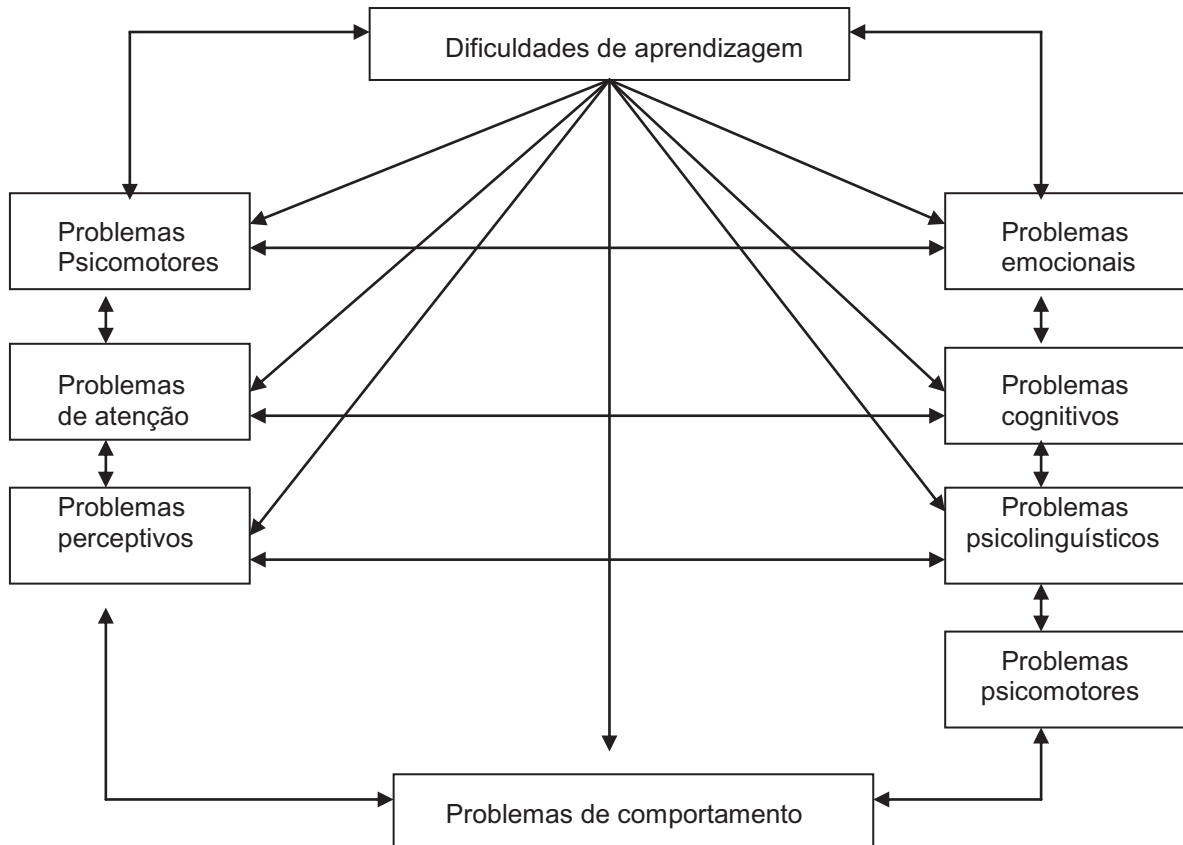 Dificuldades de aprendizagem
Problemas
Psicomotores
Problemas
emocionais
Problemas
de atenção
Problemas
cognitivos
Problemas
perceptivos
Problemas
psicolinguísticos
Problemas
psicomotores
Problemas de comportamento